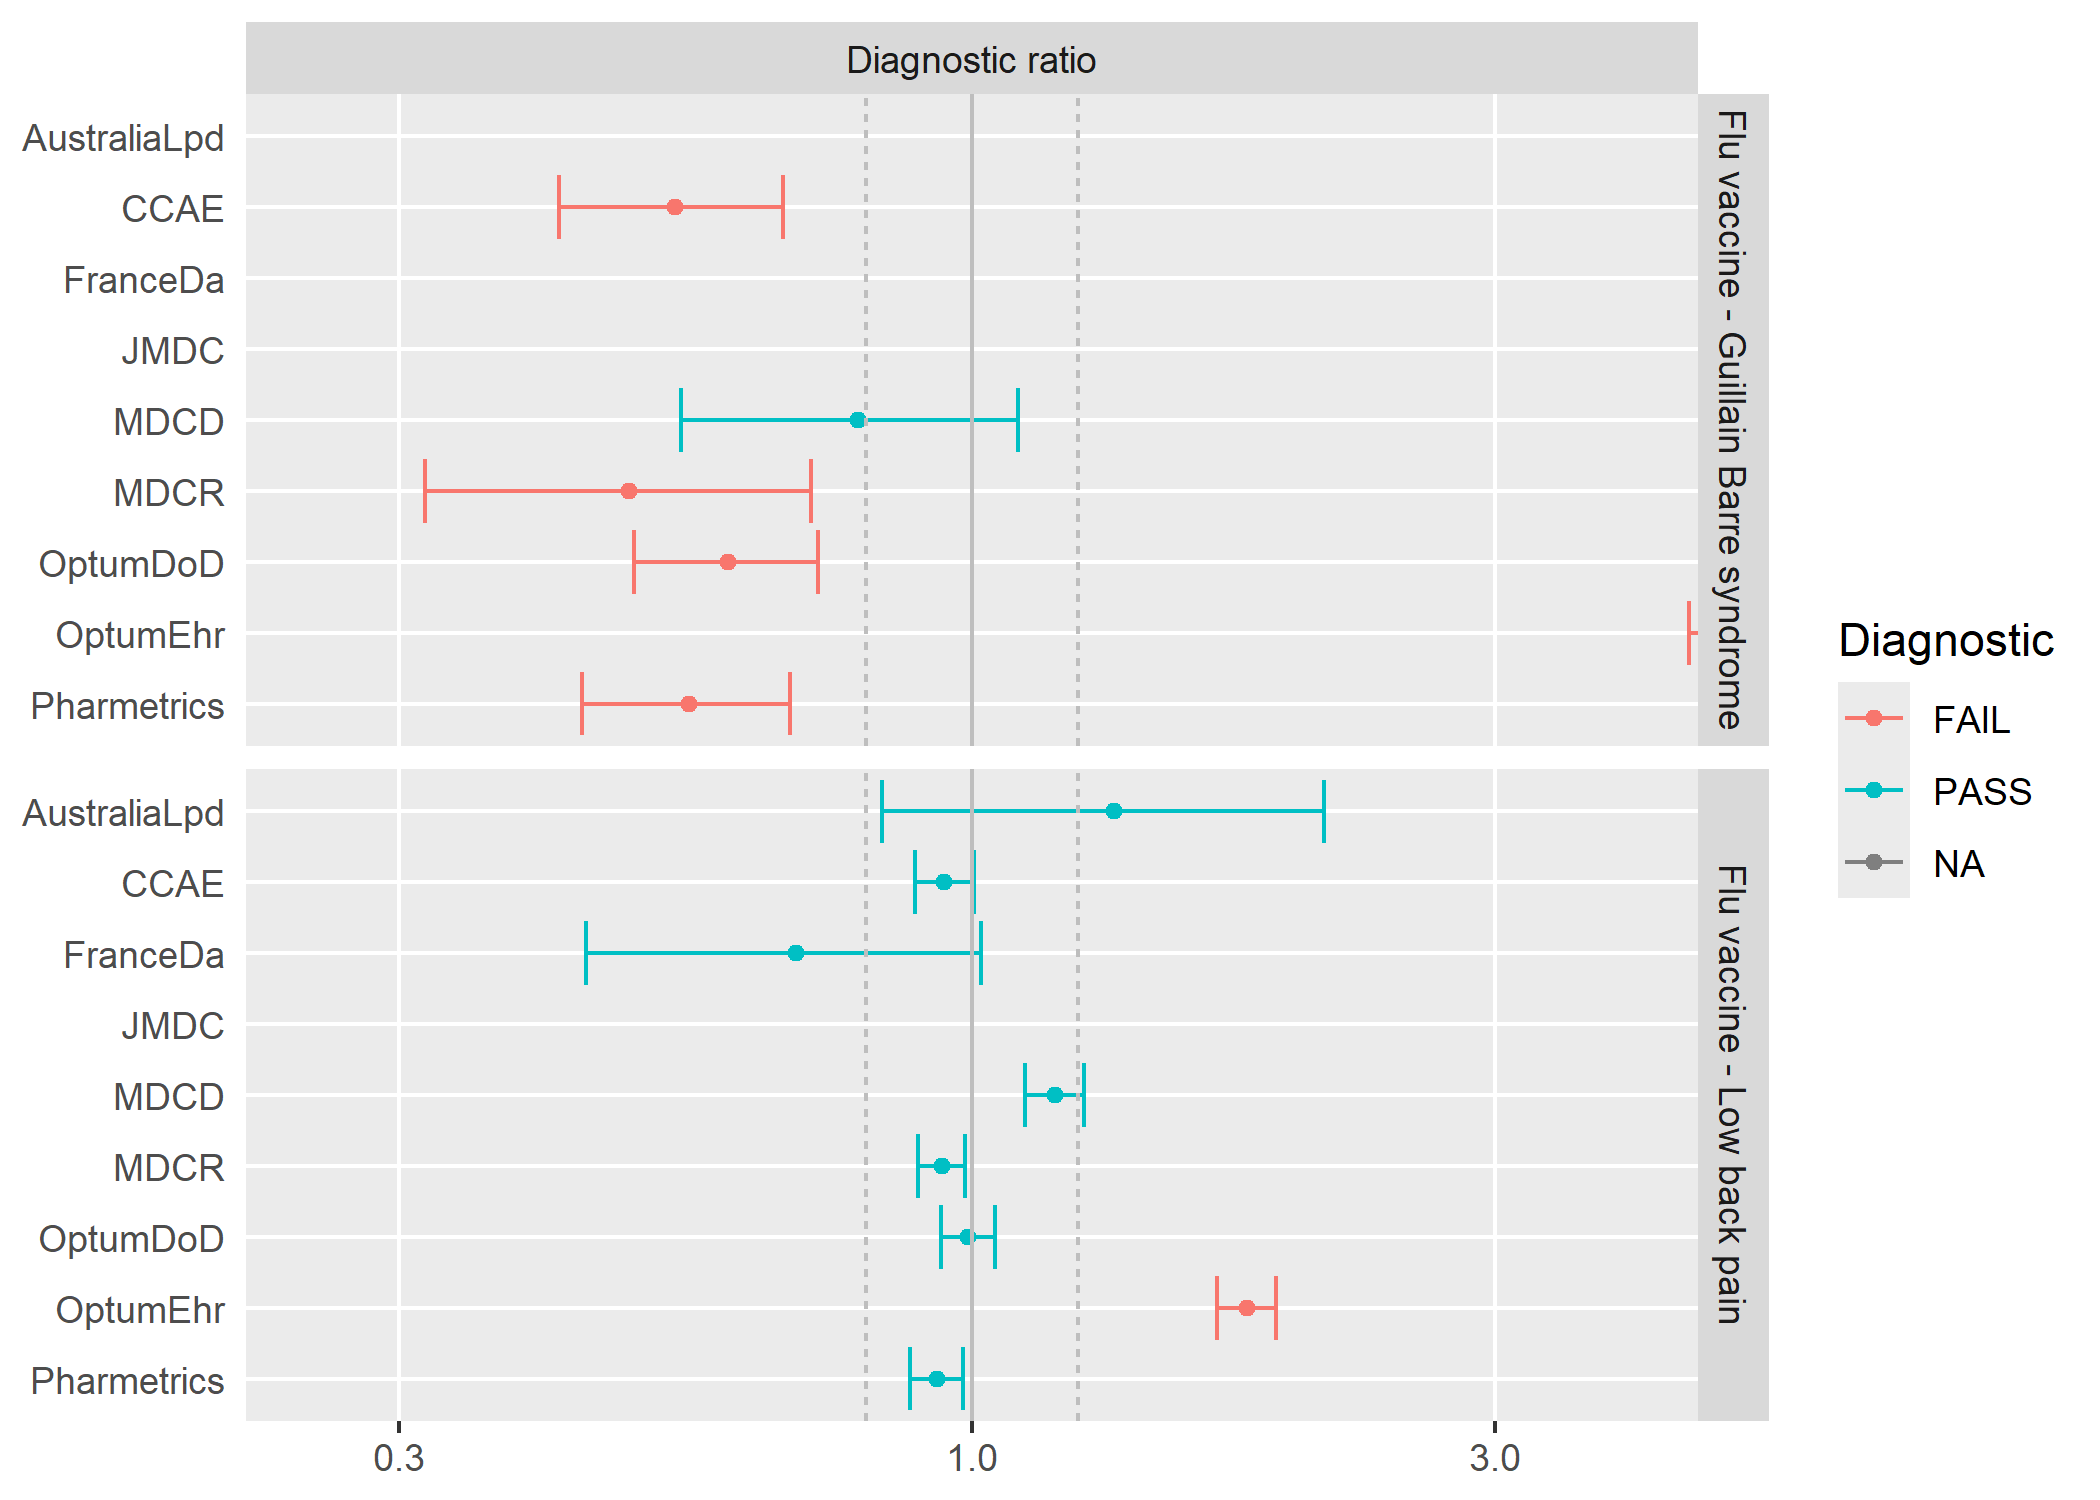 Diagnostic ratio
AustraliaLpd
CCAE
FranceDa
JMDC
MDCD
MDCR
OptumDoD
OptumEhr
Pharmetrics
Flu vaccine - Guillain Barre syndrome
AustraliaLpd
CCAE
FranceDa
JMDC
MDCD
MDCR
OptumDoD
OptumEhr
Pharmetrics
Flu vaccine - Low back pain
0.3
1.0
3.0
Diagnostic
FAIL
PASS
NA